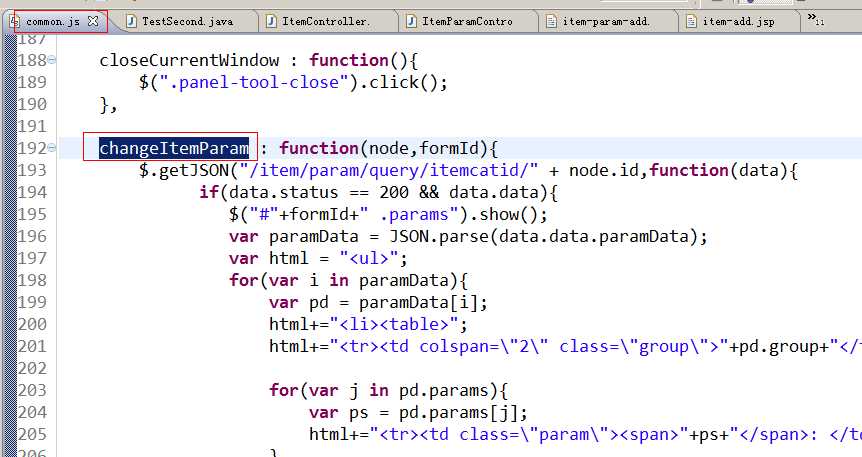 common.js TestSecond.java ItemController. ItemParamContro item-param-add. item-add.jsp »11
187
188 closeCurrentWindow : function(){
189 $(".panel-tool-close").click();
190 },
191
192 changeItemParam : function(node,formId){
193 $.getJSON("/item/param/query/itemcatid/" + node.id,function(data){
194 if(data.status == 200 && data.data){
195 $("#"+formId+" .params").show();
196 var paramData = JSON.parse(data.data.paramData);
197 var html = "<ul>";
198 for(var i in paramData){
199 var pd = paramData[i];
200 html+="<li><table>";
201 html+="<tr><td colspan=\"2\" class=\"group\">"+pd.group+"</
202
203 for(var j in pd.params){
204 var ps = pd.params[j];
205 html+="<tr><td class=\"param\"><span>"+ps+"</span>: </t
206 }